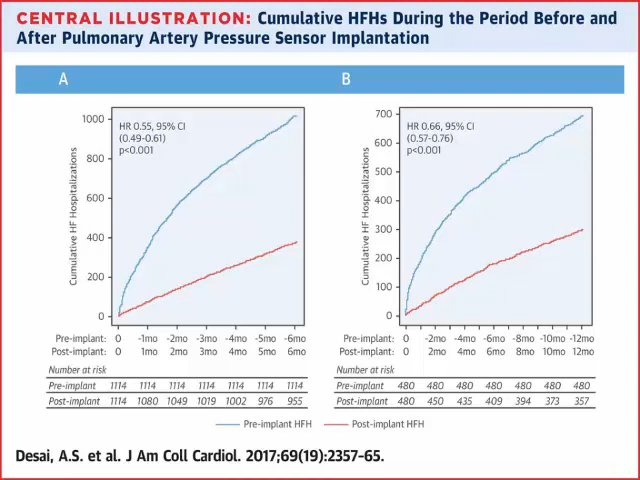 CENTRAL ILLUSTRATION: Cumulative HFHs During the Period Before and
After Pulmonary Artery Pressure Sensor Implantation
A
HR 0.55, 95% CI
(0.49-0.61)
p<0.001
Cumulative HF Hospitalizations
1000
800
600
400
200
0
Pre-implant: 0 -1mo -2mo -3mo -4mo -5mo -6mo
Post-implant: 0 1mo 2mo 3mo 4mo 5mo 6mo
Number at risk
Pre-implant 1114 1114 1114 1114 1114 1114 1114
Post-implant 1114 1080 1049 1019 1002 976 955
B
HR 0.66, 95% CI
(0.57-0.76)
p<0.001
Cumulative HF Hospitalizations
700
600
500
400
300
200
100
0
Pre-implant: 0 -2mo -4mo -6mo -8mo -10mo -12mo
Post-implant: 0 2mo 4mo 6mo 8mo 10mo 12mo
Number at risk
Pre-implant 480 480 480 480 480 480 480
Post-implant 480 450 435 409 394 373 357
Pre-implant HFH Post-implant HFH
Desai, A.S. et al. J Am Coll Cardiol. 2017;69(19):2357-65.